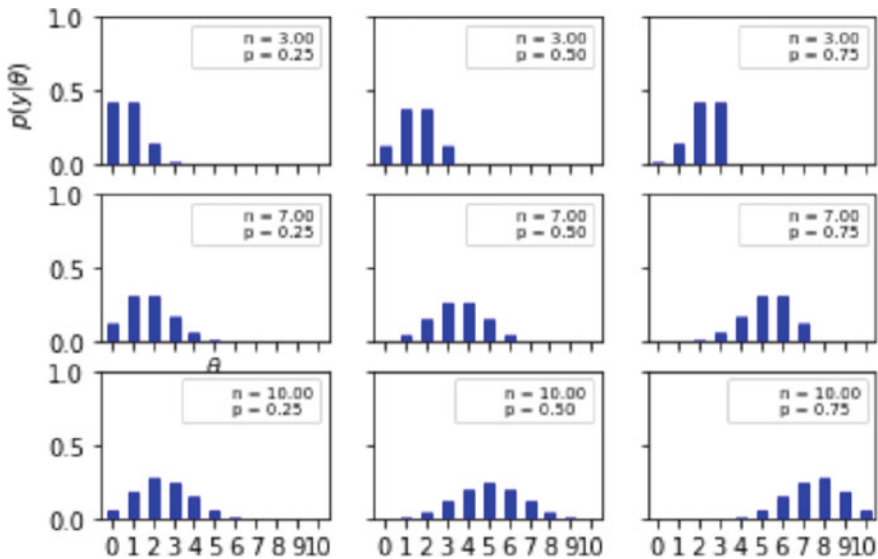 p(y|θ)
1.0
0.5
0.0
n = 3.00
p = 0.25
n = 3.00
p = 0.50
n = 3.00
p = 0.75
1.0
0.5
0.0
n = 7.00
p = 0.25
n = 7.00
p = 0.50
n = 7.00
p = 0.75
θ
1.0
0.5
0.0
n = 10.00
p = 0.25
n = 10.00
p = 0.50
n = 10.00
p = 0.75
0 1 2 3 4 5 6 7 8 9 10
0 1 2 3 4 5 6 7 8 9 10
0 1 2 3 4 5 6 7 8 9 10